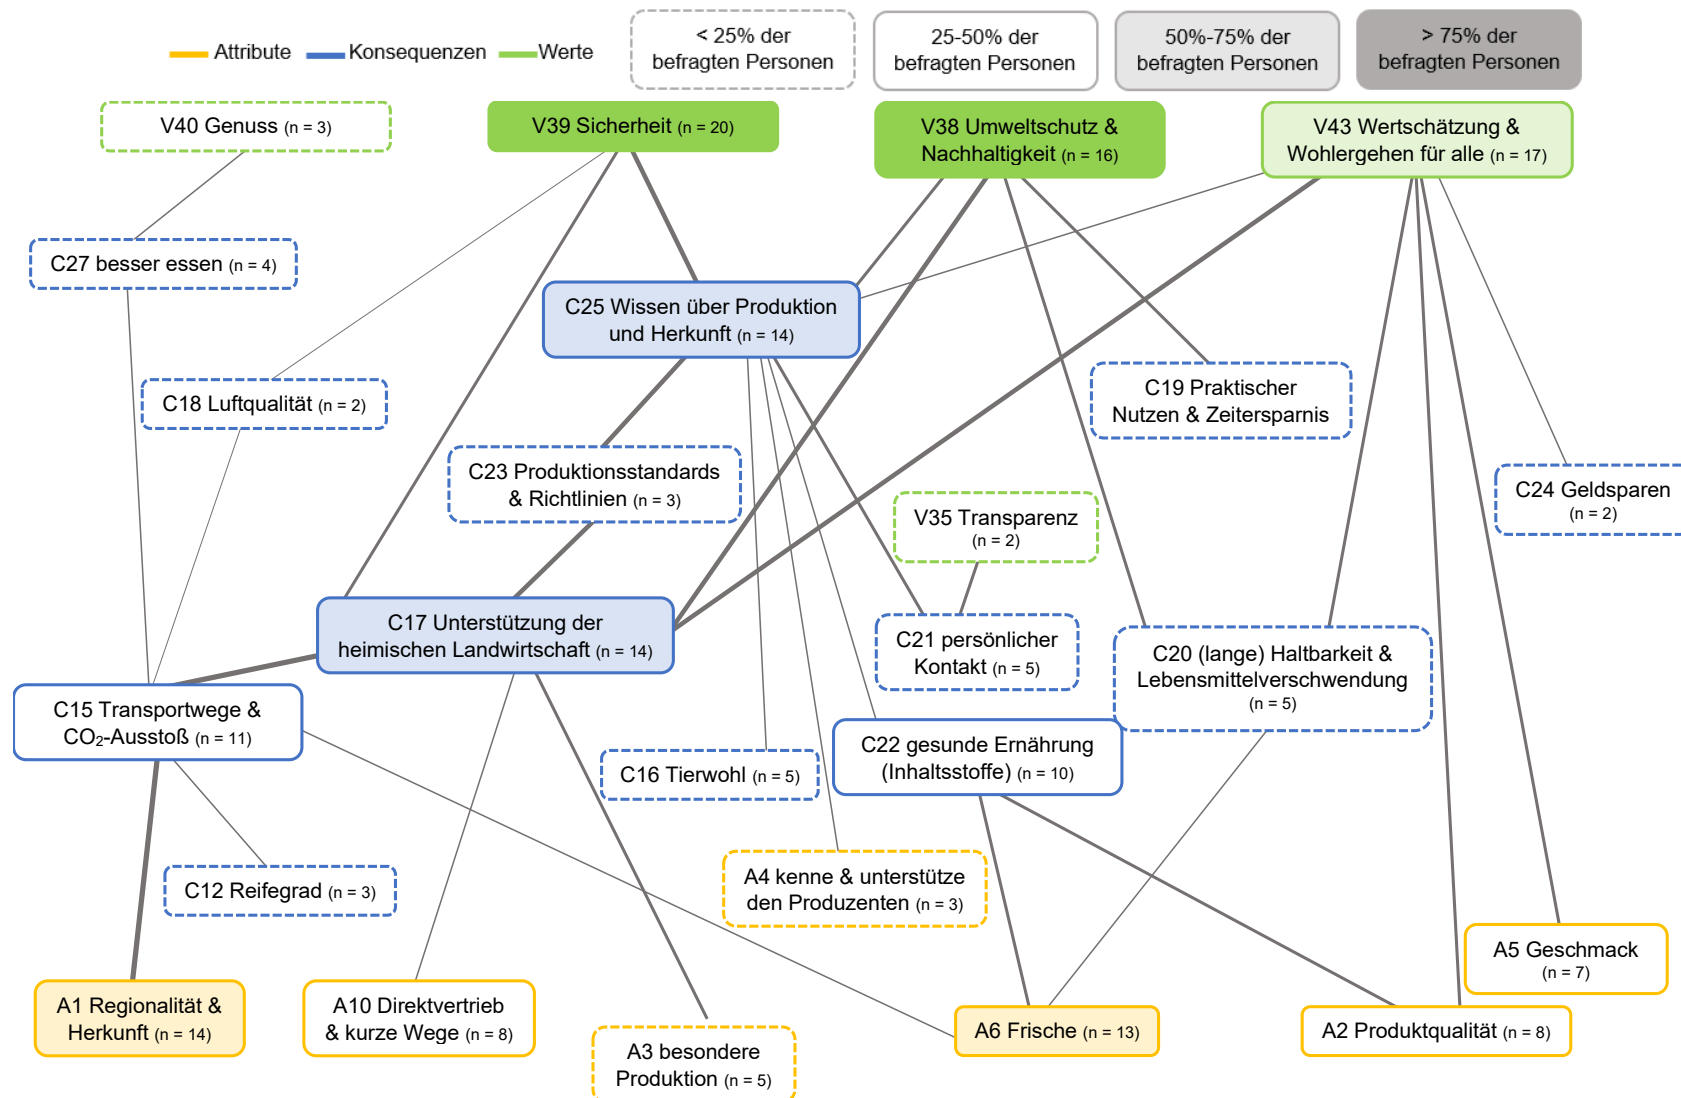 Attribute
Konsequenzen
Werte
< 25% der
befragten Personen
25-50% der
befragten Personen
50%-75% der
befragten Personen
> 75% der
befragten Personen
V40 Genuss (n = 3)
V39 Sicherheit (n = 20)
V38 Umweltschutz &
Nachhaltigkeit (n = 16)
V43 Wertschätzung &
Wohlergehen für alle (n = 17)
C27 besser essen (n = 4)
C25 Wissen über Produktion
und Herkunft (n = 14)
C18 Luftqualität (n = 2)
C19 Praktischer
Nutzen & Zeitersparnis
C23 Produktionsstandards
& Richtlinien (n = 3)
C24 Geldsparen
(n = 2)
V35 Transparenz
(n = 2)
C17 Unterstützung der
heimischen Landwirtschaft (n = 14)
C21 persönlicher
Kontakt (n = 5)
C20 (lange) Haltbarkeit &
Lebensmittelverschwendung
(n = 5)
C15 Transportwege &
CO₂-Ausstoß (n = 11)
C16 Tierwohl (n = 5)
C22 gesunde Ernährung
(Inhaltsstoffe) (n = 10)
C12 Reifegrad (n = 3)
A4 kenne & unterstütze
den Produzenten (n = 3)
A5 Geschmack
(n = 7)
A1 Regionalität &
Herkunft (n = 14)
A10 Direktvertrieb
& kurze Wege (n = 8)
A3 besondere
Produktion (n = 5)
A6 Frische (n = 13)
A2 Produktqualität (n = 8)